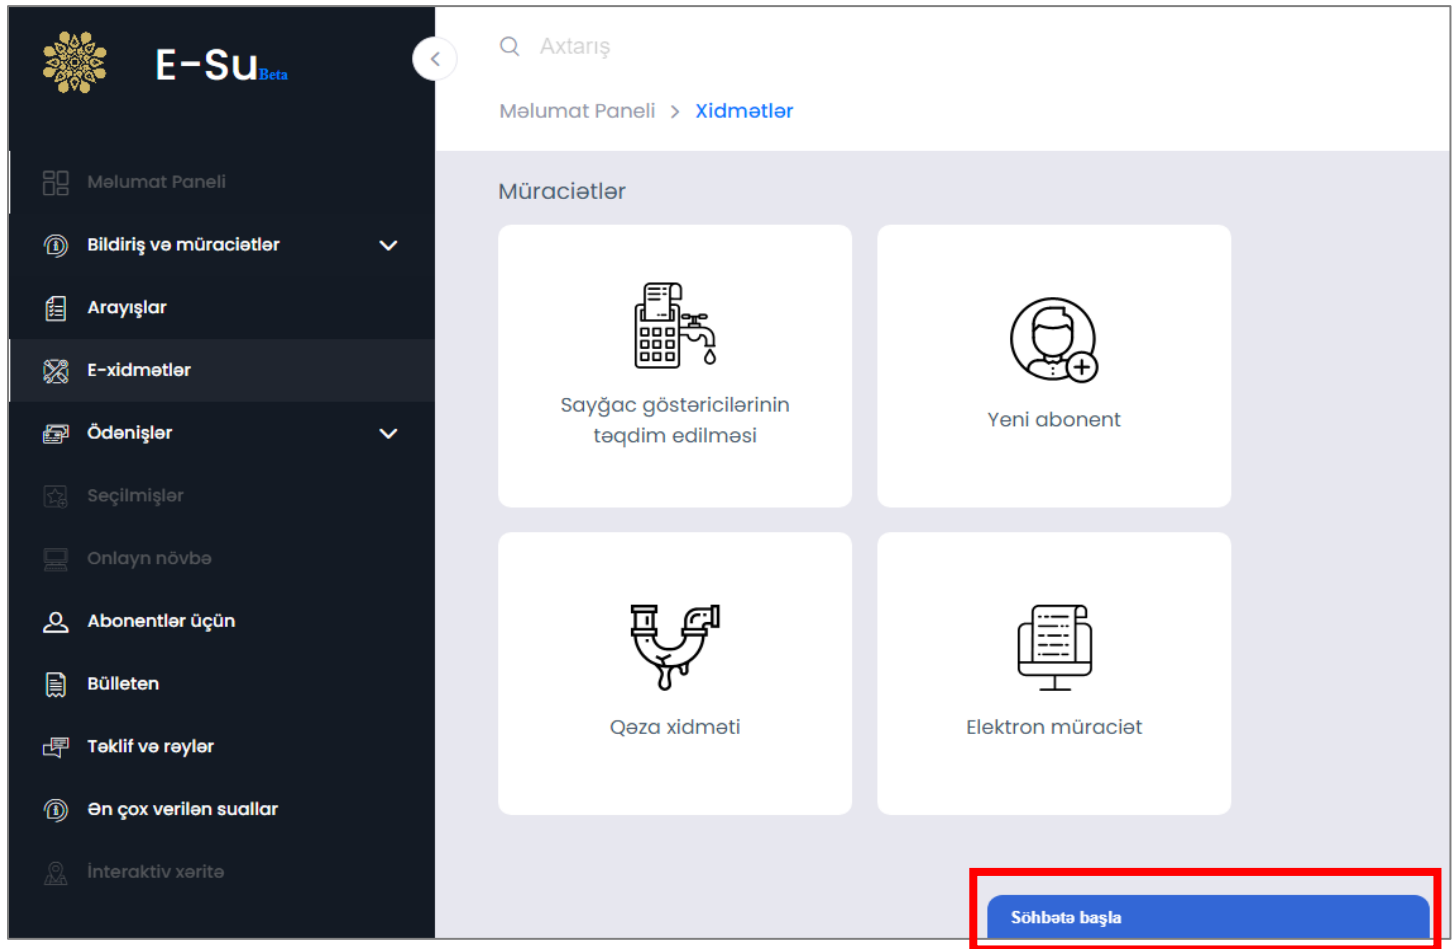 E-Su Beta
Axtarış
Məlumat Paneli > Xidmətlər
Məlumat Paneli
Bildiriş və müraciətlər
Arayışlar
E-xidmətlər
Ödənişlər
Seçilmişlər
Onlayn növbə
Abonentlər üçün
Bülleten
Təklif və rəylər
Ən çox verilən suallar
İnteraktiv xəritə
Müraciətlər
Sayğac göstəricilərinin
təqdim edilməsi
Yeni abonent
Qəza xidməti
Elektron müraciət
Söhbətə başla